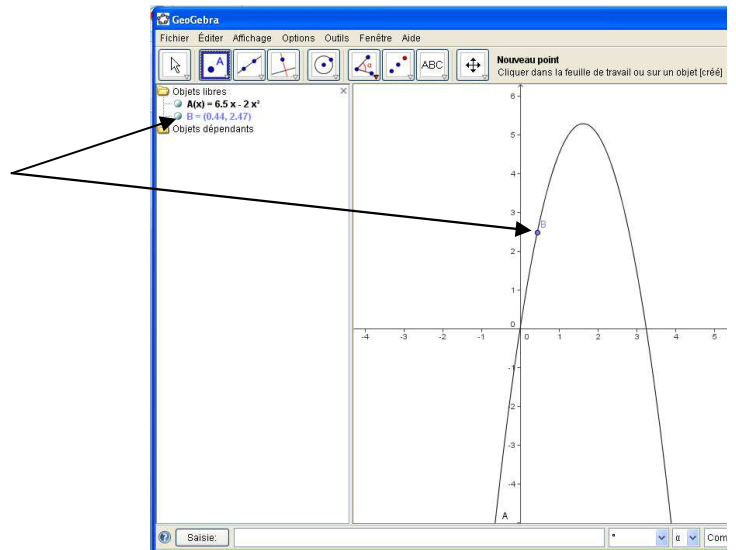 GeoGebra
Fichier Éditer Affichage Options Outils Fenêtre Aide
A
α
ABC
Nouveau point
Cliquer dans la feuille de travail ou sur un objet [créé]
Objets libres
A(x) = 6.5 x - 2 x²
B = (0.44, 2.47)
Objets dépendants
6
5
4
3
B
2
1
0
-4 -3 -2 -1 0 1 2 3 4 5
-1
-2
-3
-4
A
Saisie:
° α Com